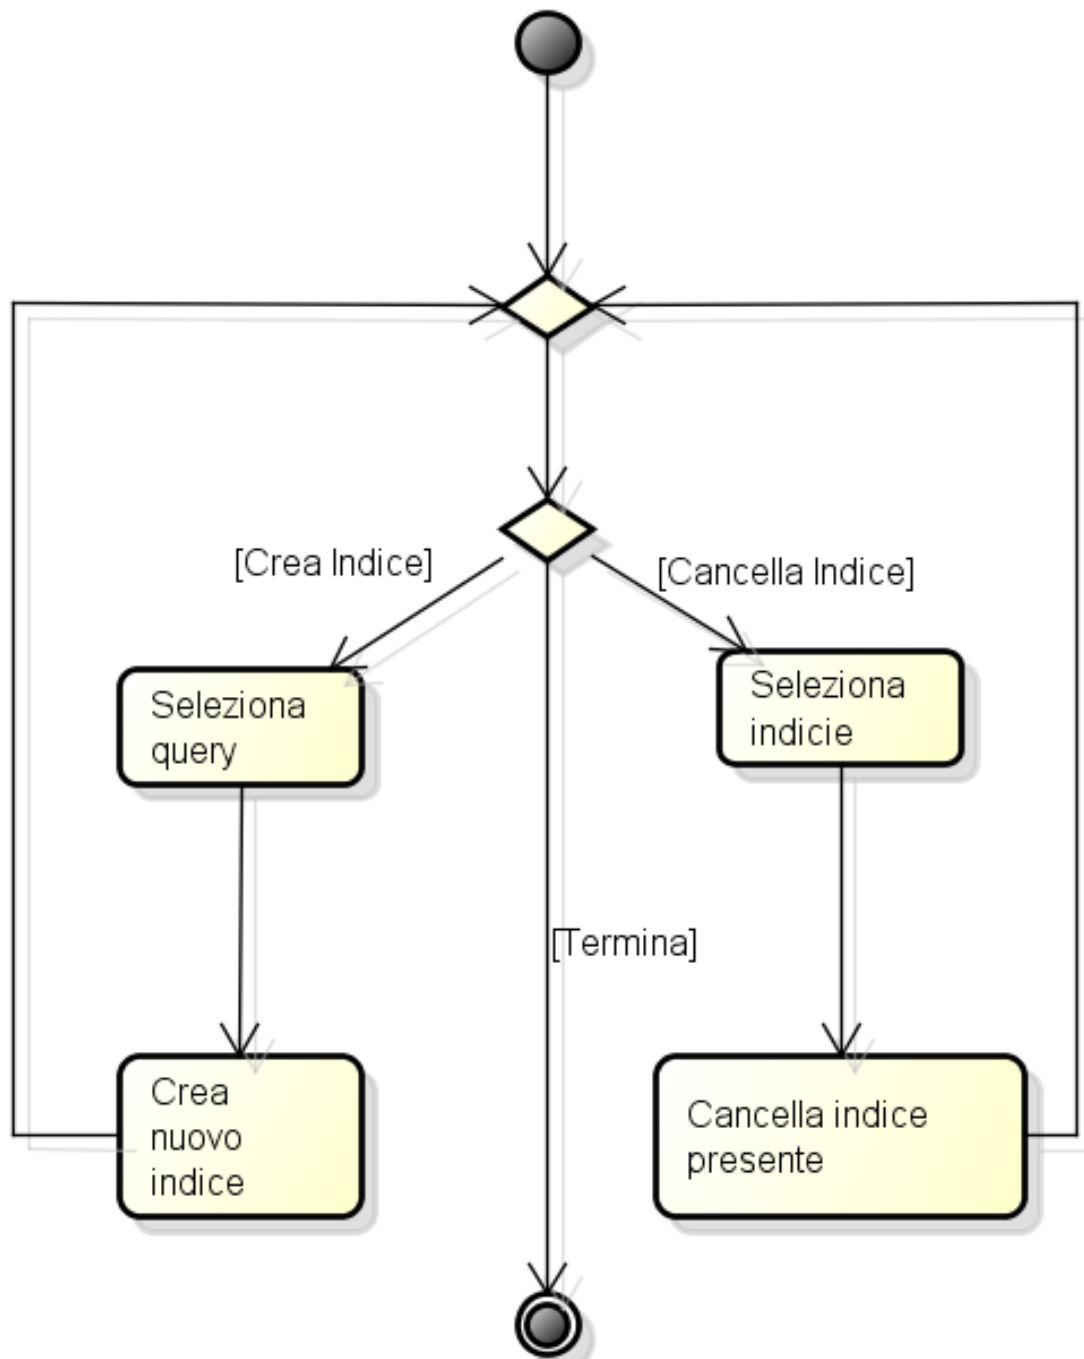 [Crea Indice]
[Cancella Indice]
Seleziona
query
Seleziona
indicie
[Termina]
Crea
nuovo
indice
Cancella indice
presente